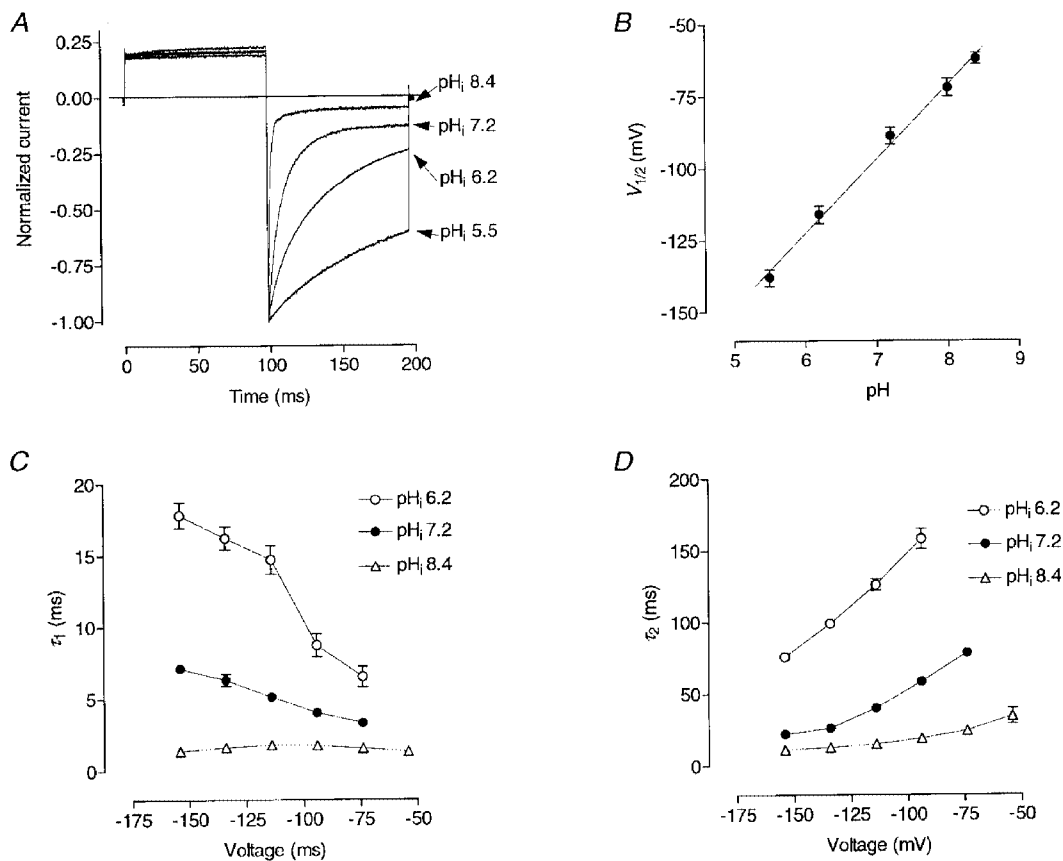 A
Normalized current
0.25
0.00
-0.25
-0.50
-0.75
-1.00
0 50 100 150 200
Time (ms)
pHi 8.4
pHi 7.2
pHi 6.2
pHi 5.5
B
V1/2 (mV)
-50
-75
-100
-125
-150
5 6 7 8 9
pH
C
τ1 (ms)
20
15
10
5
0
-175 -150 -125 -100 -75 -50
Voltage (ms)
pHi 6.2
pHi 7.2
pHi 8.4
D
τ2 (ms)
200
150
100
50
0
-175 -150 -125 -100 -75 -50
Voltage (mV)
pHi 6.2
pHi 7.2
pHi 8.4